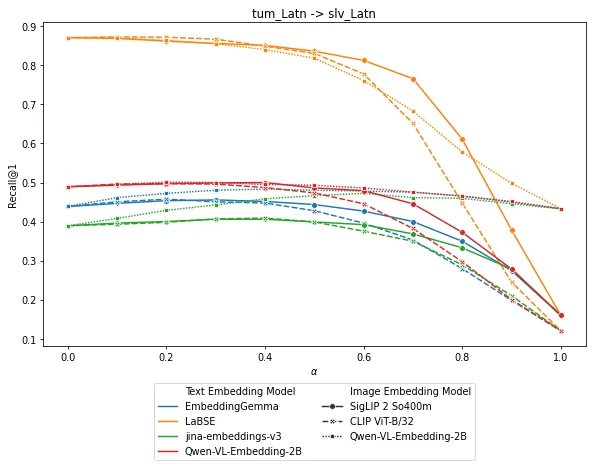 tum_Latn -> slv_Latn
Recall@1
0.9
0.8
0.7
0.6
0.5
0.4
0.3
0.2
0.1
0.0
0.2
0.4
0.6
0.8
1.0
α
Text Embedding Model
EmbeddingGemma
LaBSE
jina-embeddings-v3
Qwen-VL-Embedding-2B
Image Embedding Model
SigLIP 2 So400m
CLIP ViT-B/32
Qwen-VL-Embedding-2B